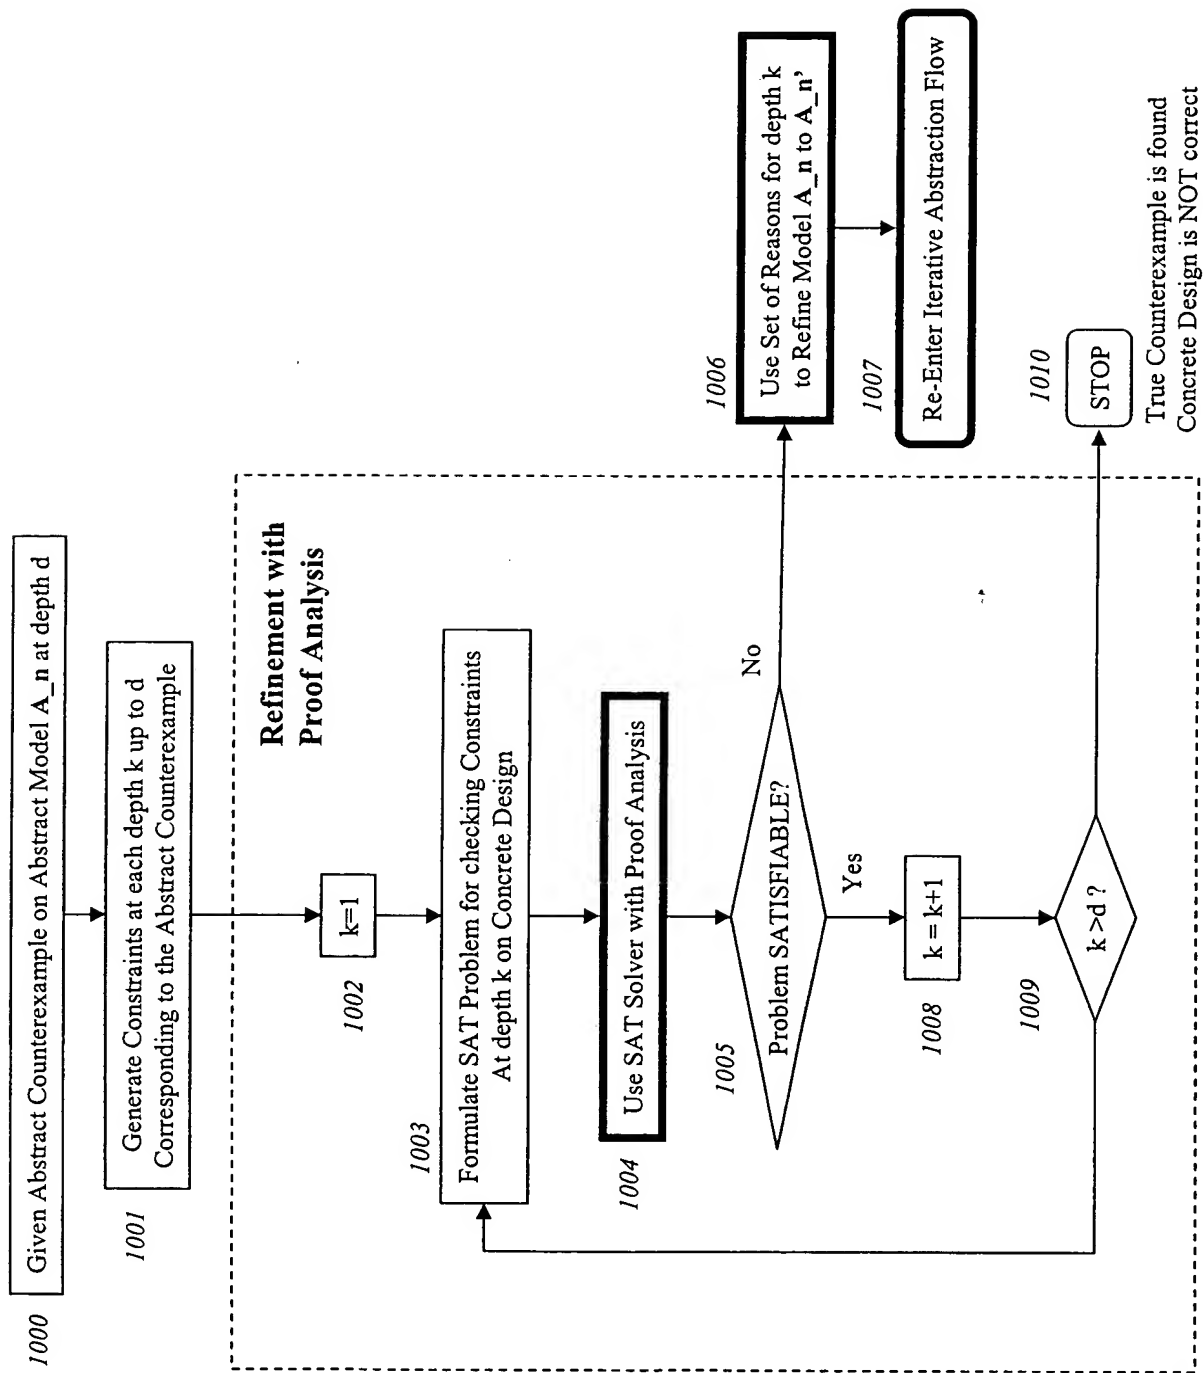 1000
Given Abstract Counterexample on Abstract Model A_n at depth d
1001
Generate Constraints at each depth k up to d
Corresponding to the Abstract Counterexample
Refinement with
Proof Analysis
1002
k=1
1003
Formulate SAT Problem for checking Constraints
At depth k on Concrete Design
1004
Use SAT Solver with Proof Analysis
1005
Problem SATISFIABLE?
No
Yes
1006
Use Set of Reasons for depth k
to Refine Model A_n to A_n'
1007
Re-Enter Iterative Abstraction Flow
1008
k = k+1
1009
k >d ?
1010
STOP
True Counterexample is found
Concrete Design is NOT correct